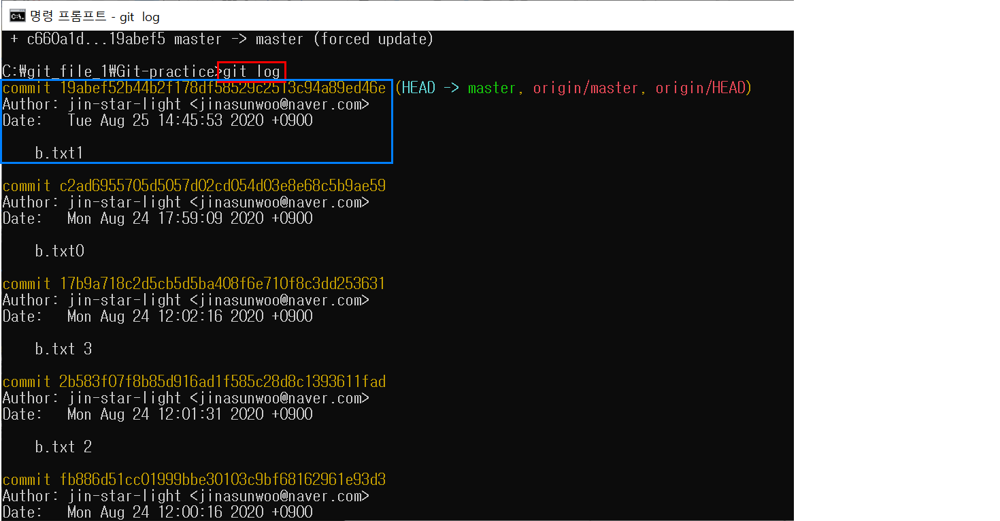 명령 프롬프트 - git log
+ c660a1d...19abef5 master -> master (forced update)
C:\git_file_1\Git-practice>git log
commit 19abef52b44b2f178df58529c2513c94a89ed46e (HEAD -> master, origin/master, origin/HEAD)
Author: jin-star-light <jinasunwoo@naver.com>
Date:   Tue Aug 25 14:45:53 2020 +0900
b.txt1
commit c2ad6955705d5057d02cd054d03e8e68c5b9ae59
Author: jin-star-light <jinasunwoo@naver.com>
Date:   Mon Aug 24 17:59:09 2020 +0900
b.txt0
commit 17b9a718c2d5cb5d5ba408f6e710f8c3dd253631
Author: jin-star-light <jinasunwoo@naver.com>
Date:   Mon Aug 24 12:02:16 2020 +0900
b.txt 3
commit 2b583f07f8b85d916ad1f585c28d8c1393611fad
Author: jin-star-light <jinasunwoo@naver.com>
Date:   Mon Aug 24 12:01:31 2020 +0900
b.txt 2
commit fb886d51cc01999bbe30103c9bf68162961e93d3
Author: jin-star-light <jinasunwoo@naver.com>
Date:   Mon Aug 24 12:00:16 2020 +0900